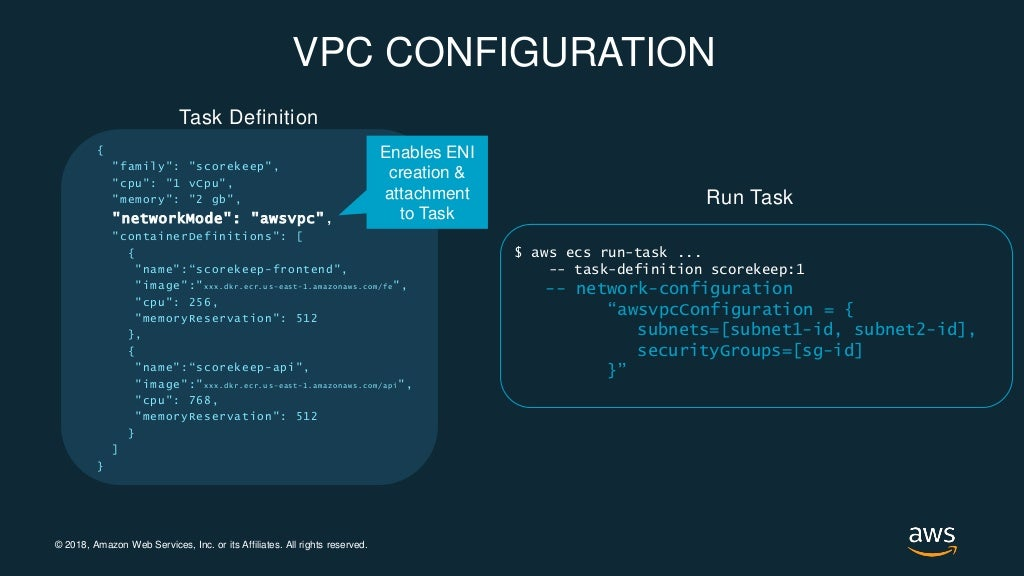 VPC CONFIGURATION
Task Definition
{
"family": "scorekeep",
"cpu": "1 vCpu",
"memory": "2 gb",
"networkMode": "awsvpc",
"containerDefinitions": [
{
"name":“scorekeep-frontend",
"image":"xxx.dkr.ecr.us-east-1.amazonaws.com/fe",
"cpu": 256,
"memoryReservation": 512
},
{
"name":“scorekeep-api",
"image":"xxx.dkr.ecr.us-east-1.amazonaws.com/api",
"cpu": 768,
"memoryReservation": 512
}
]
}
Enables ENI
creation &
attachment
to Task
Run Task
$ aws ecs run-task ...
-- task-definition scorekeep:1
-- network-configuration
“awsvpcConfiguration = {
subnets=[subnet1-id, subnet2-id],
securityGroups=[sg-id]
}”
© 2018, Amazon Web Services, Inc. or its Affiliates. All rights reserved.
aws